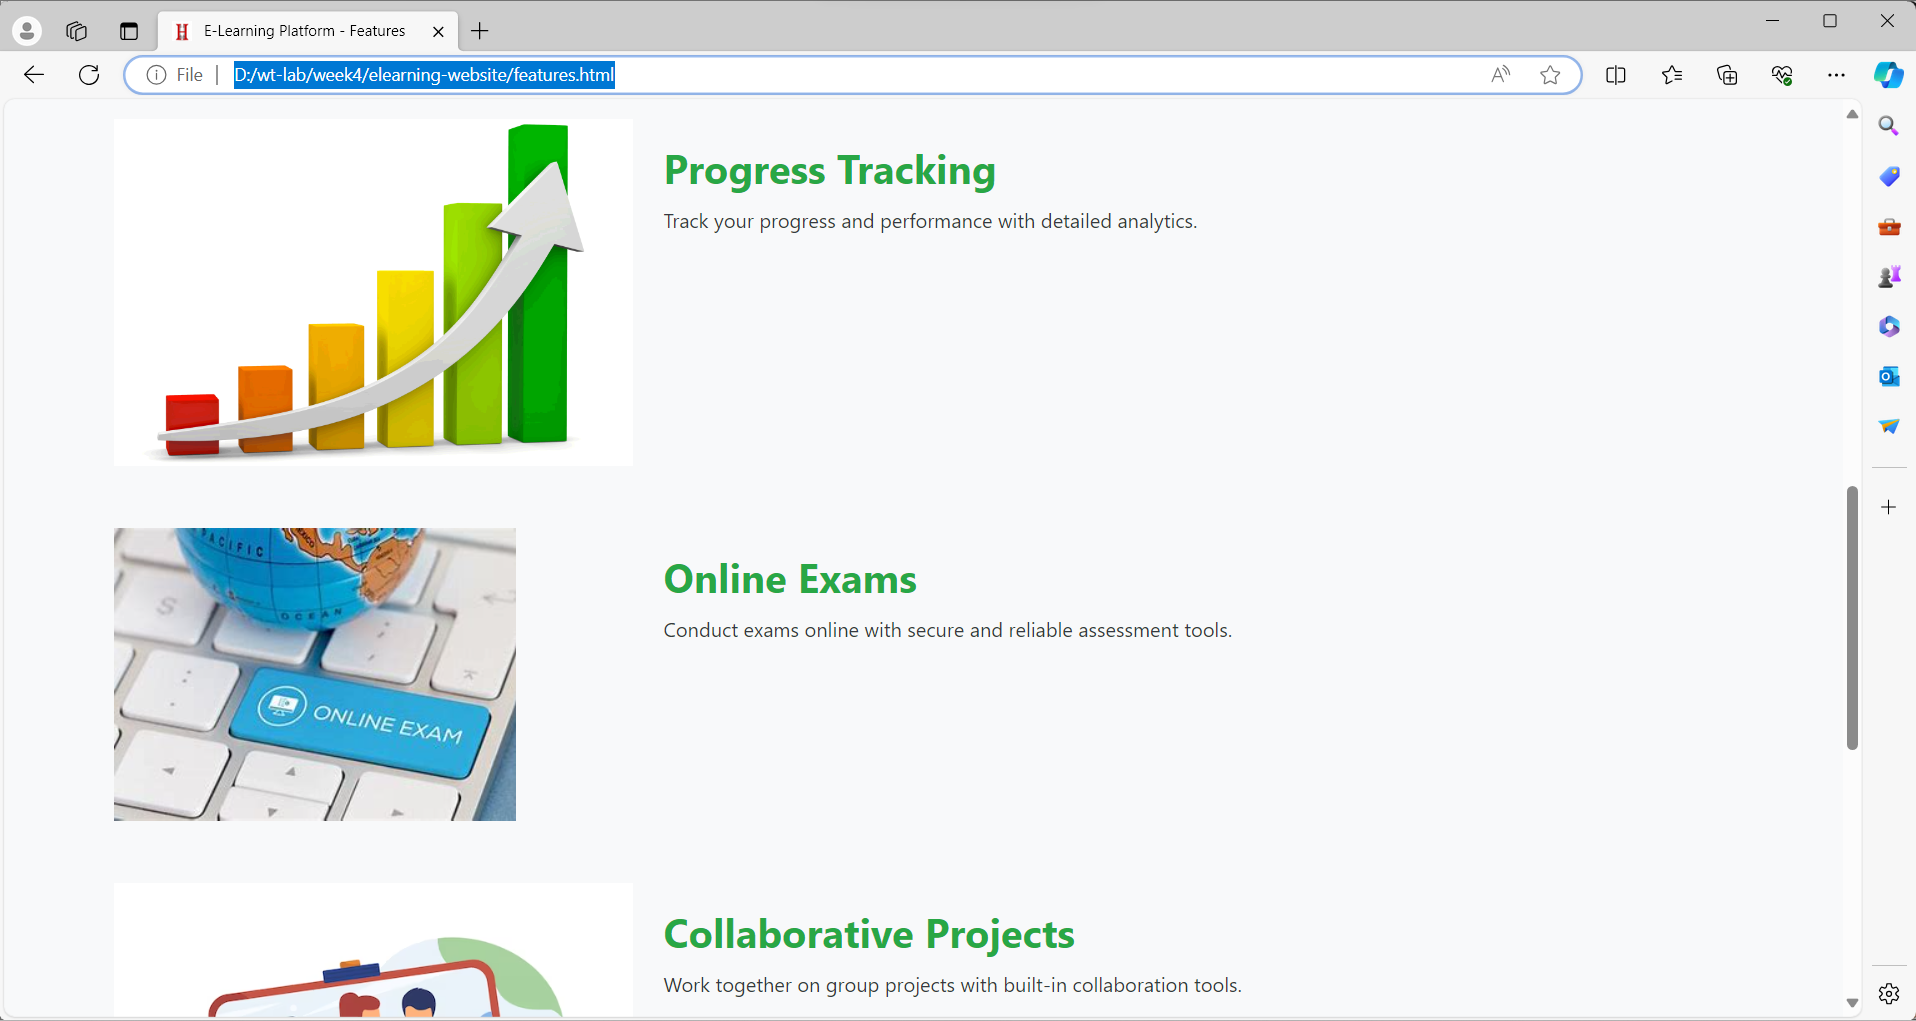 E-Learning Platform - Features
File
D:/wt-lab/week4/elearning-website/features.html
Progress Tracking
Track your progress and performance with detailed analytics.
PACIFIC
MEXICO
OCEAN
S
ONLINE EXAM
Online Exams
Conduct exams online with secure and reliable assessment tools.
Collaborative Projects
Work together on group projects with built-in collaboration tools.